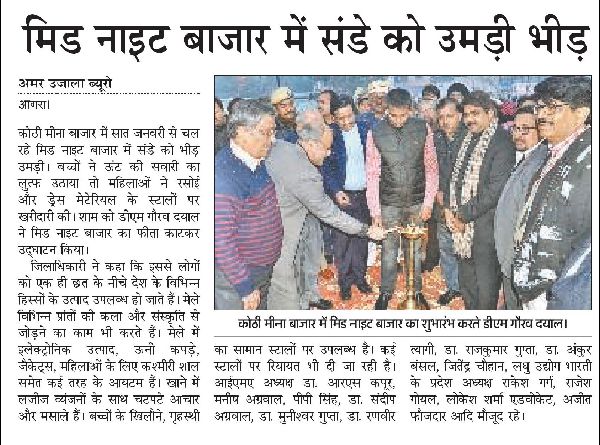 मिड नाइट बाजार में संडे को उमड़ी भीड़
अमर उजाला ब्यूरो
आगरा।
कोठी मीना बाजार में सात जनवरी से चल
रहे मिड नाइट बाजार में संडे को भीड़
उमड़ी। बच्चों ने ऊंट की सवारी का
लुत्फ उठाया तो महिलाओं ने रसोई
और ड्रेस मेटेरियल के स्टालों पर
खरीदारी की। शाम को डीएम गौरव दयाल
ने मिड नाइट बाजार का फीता काटकर
उद्घाटन किया।
जिलाधिकारी ने कहा कि इससे लोगों
को एक ही छत के नीचे देश के विभिन्न
हिस्सों के उत्पाद उपलब्ध हो जाते हैं। मेले
विभिन्न प्रांतों की कला और संस्कृति से
जोड़ने का काम भी करते हैं। मेले में
इलेक्ट्रोनिक उत्पाद, ऊनी कपड़े,
जैकेट्स, महिलाओं के लिए कश्मीरी शाल
समेत कई तरह के आयटम हैं। खाने में
लजीज व्यंजनों के साथ चटपटे आचार
और मसाले हैं। बच्चों के खिलौने, गृहस्थी
कोठी मीना बाजार में मिड नाइट बाजार का शुभारंभ करते डीएम गौरव दयाल।
का सामान स्टालों पर उपलब्ध है। कई
स्टालों पर रियायत भी दी जा रही है।
आईएमए अध्यक्ष डा. आरएस कपूर,
मनीष अग्रवाल, पीपी सिंह, डा. संदीप
अग्रवाल, डा. मुनीश्वर गुप्ता, डा. रणवीर
त्यागी, डा. राजकुमार गुप्ता, डा. अंकुर
बंसल, जितेंद्र चौहान, लघु उद्योग भारती
के प्रदेश अध्यक्ष राकेश गर्ग, राजेश
गोयल, लोकेश शर्मा एडवोकेट, अजीत
फौजदार आदि मौजूद रहे।